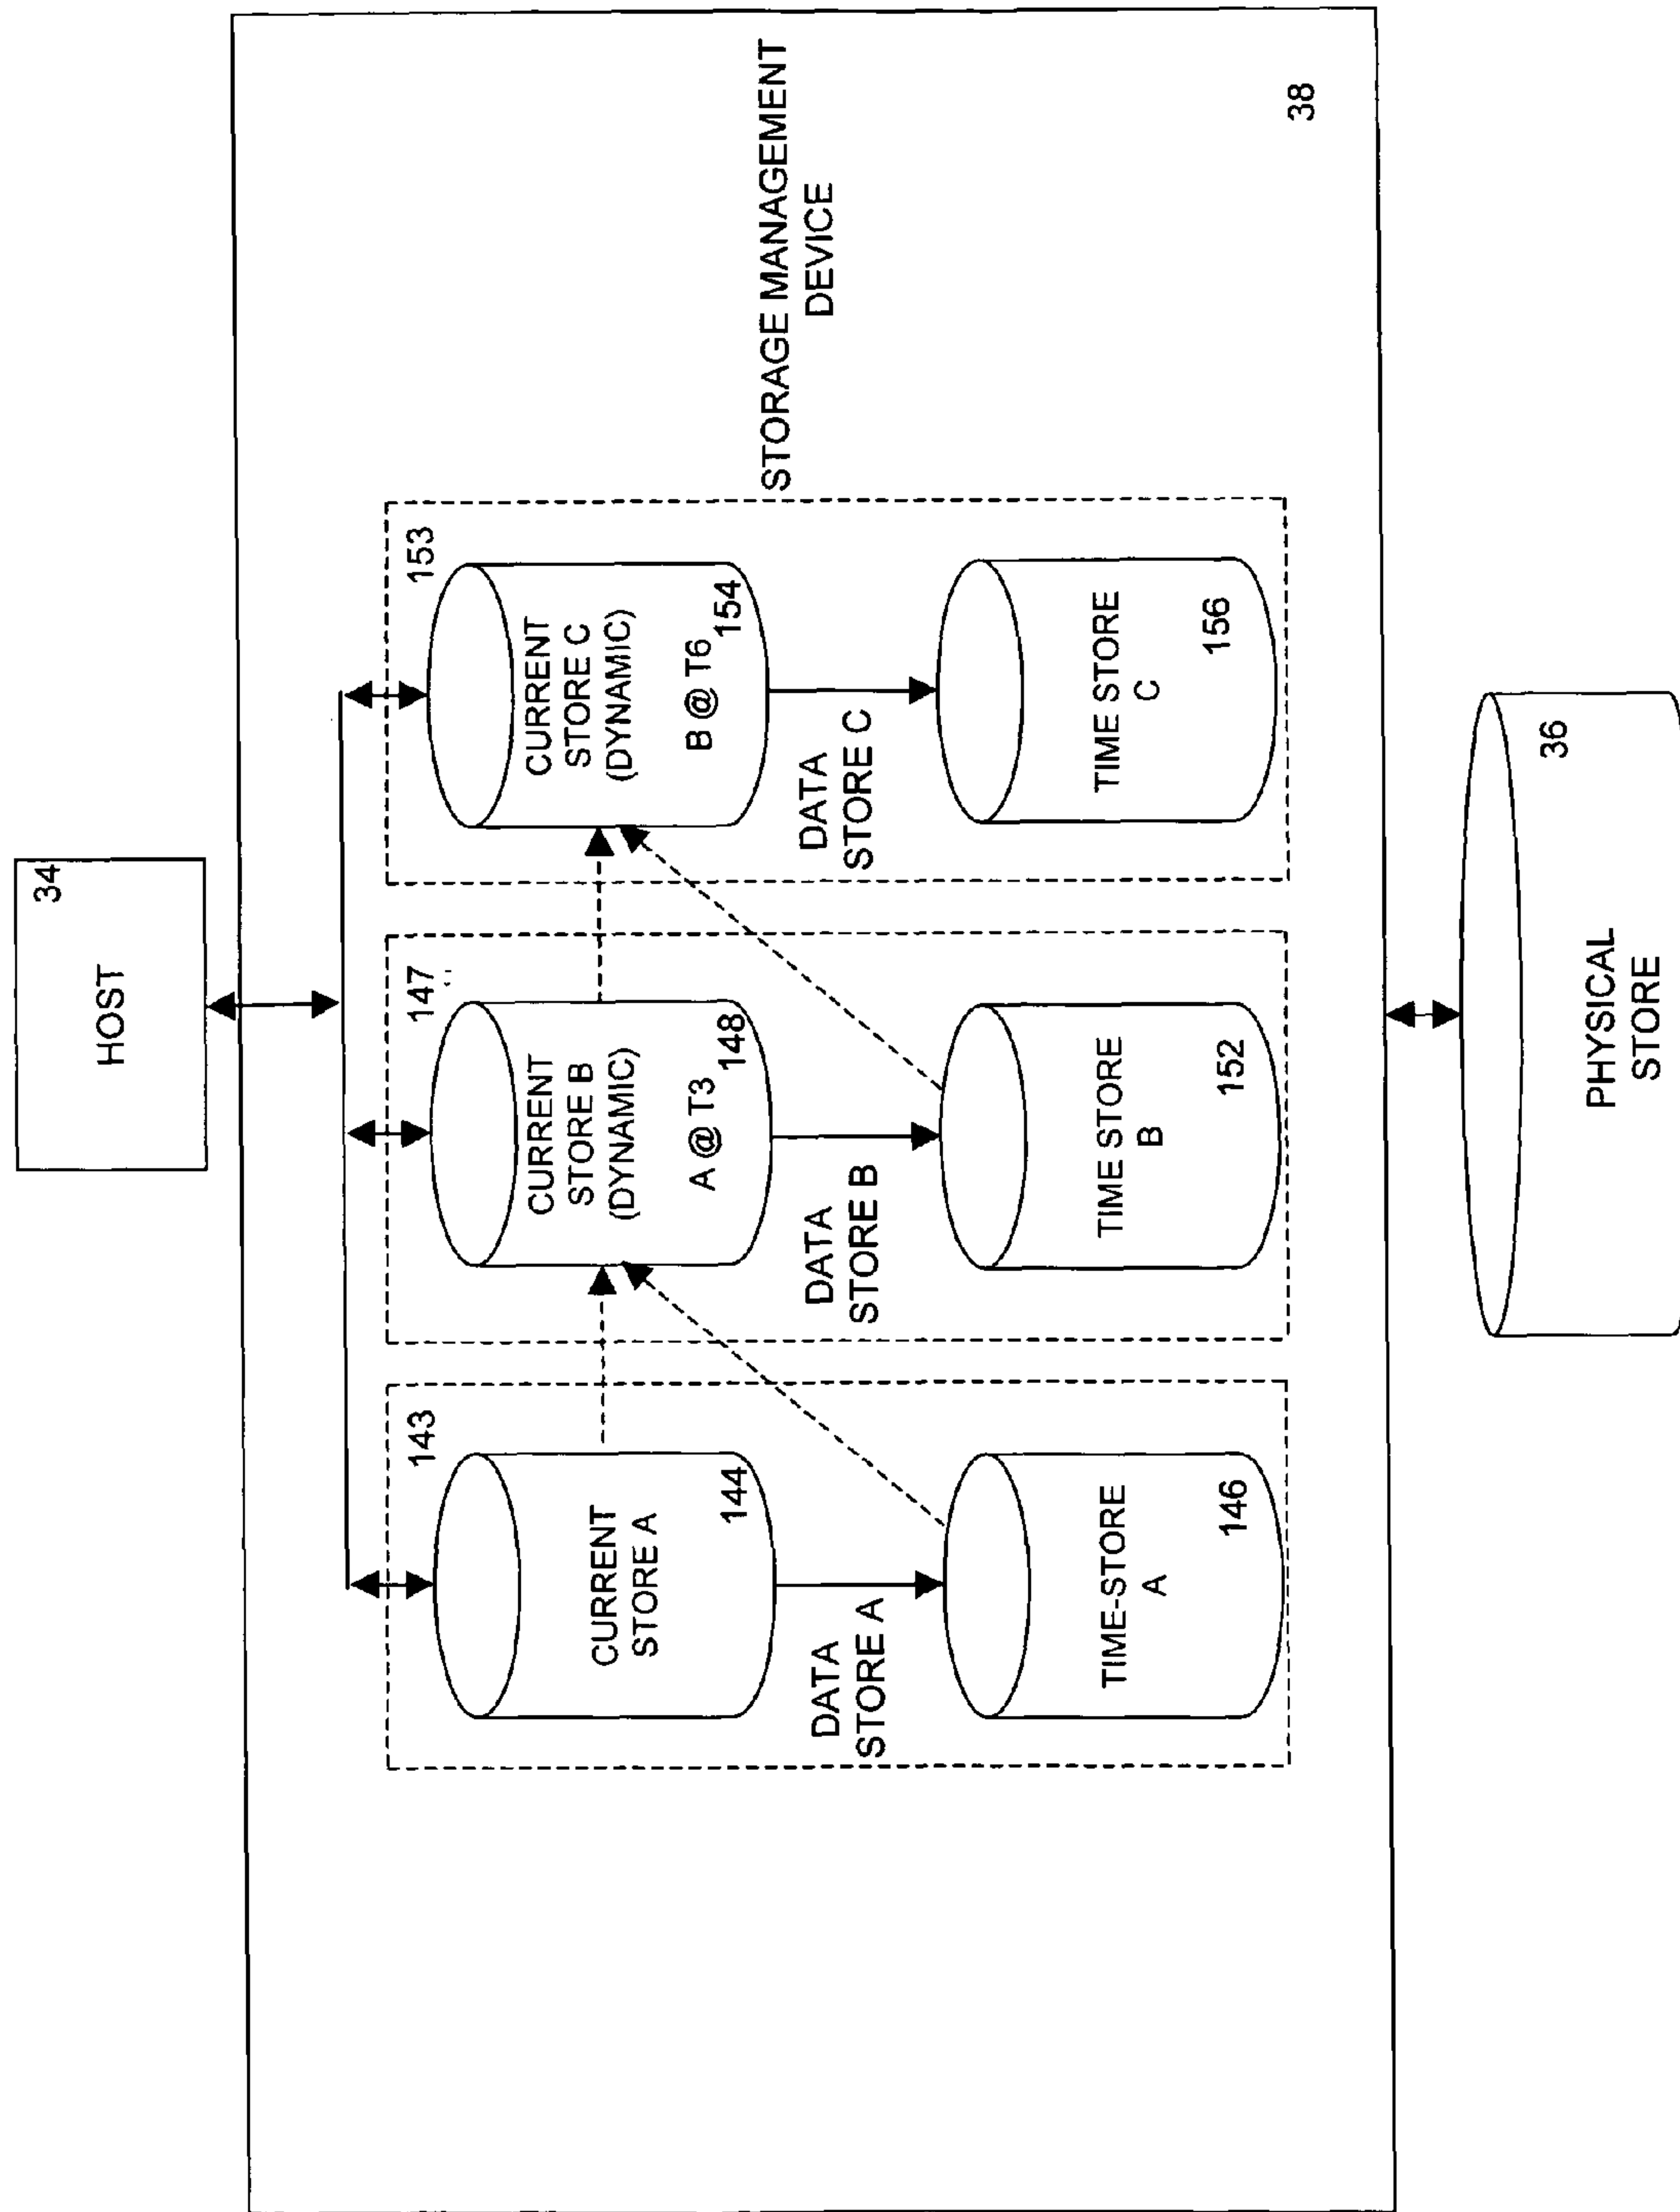 HOST
34
STORAGE MANAGEMENT
DEVICE
38
143
CURRENT
STORE A
144
DATA
STORE A
TIME-STORE
A
146
147
CURRENT
STORE B
(DYNAMIC)
A @ T3
148
DATA
STORE B
TIME STORE
B
152
153
CURRENT
STORE C
(DYNAMIC)
B @ T6
154
DATA
STORE C
TIME STORE
C
156
PHYSICAL
STORE
36